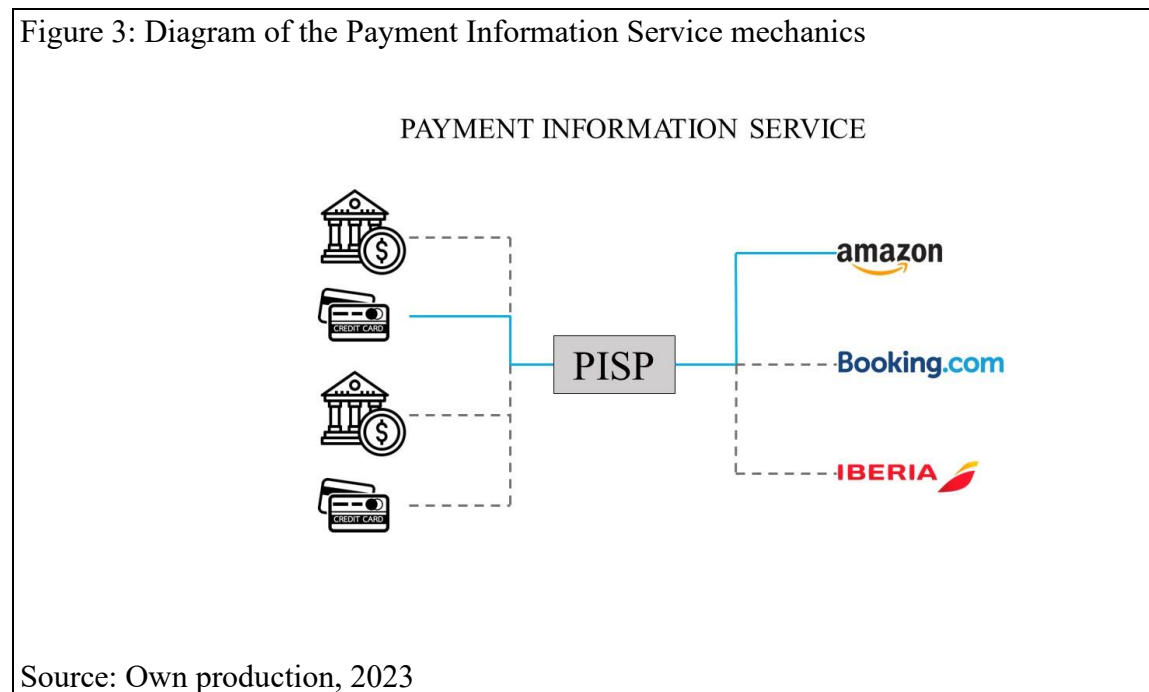 Figure 3: Diagram of the Payment Information Service mechanics
PAYMENT INFORMATION SERVICE
$
amazon
CREDIT CARD
PISP
Booking.com
$
IBERIA
CREDIT CARD
Source: Own production, 2023